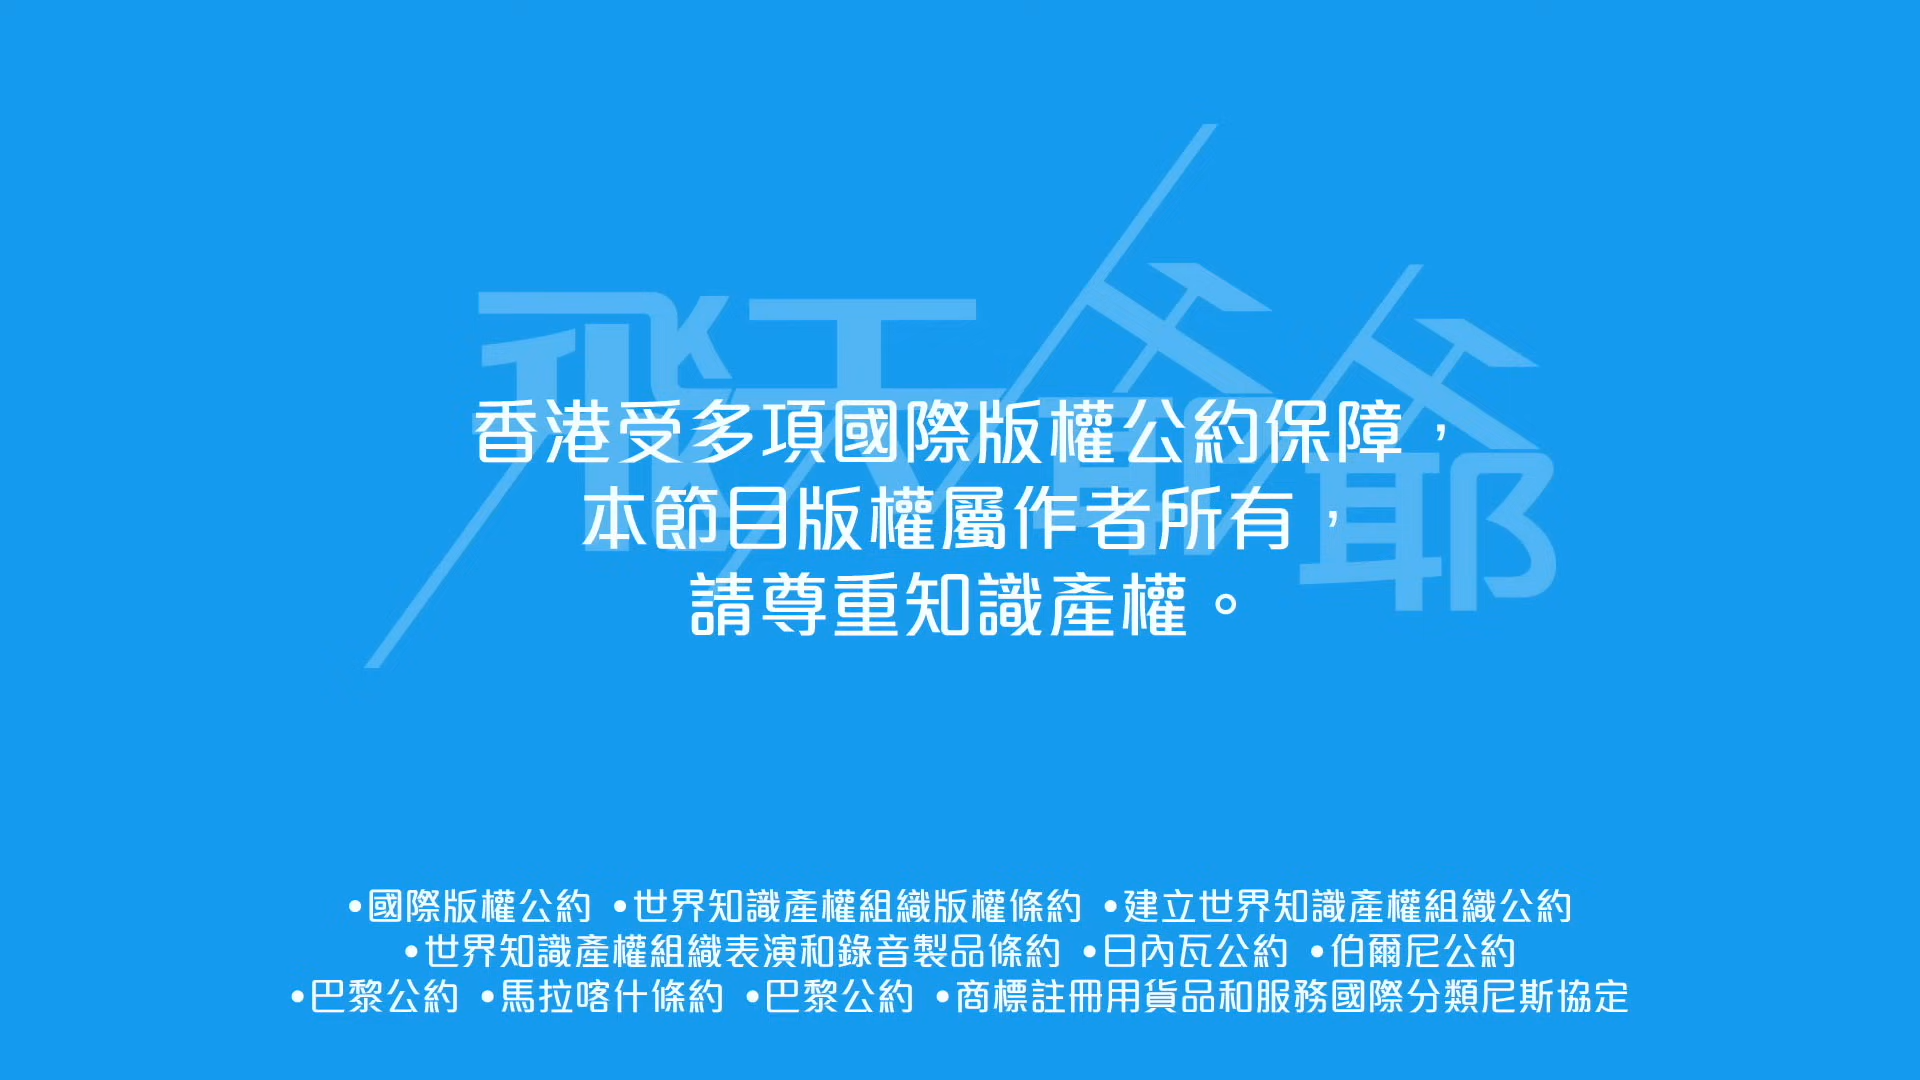 飛天爺爺
香港受多項國際版權公約保障，
本節目版權屬作者所有，
請尊重知識產權。
•國際版權公約 •世界知識產權組織版權條約 •建立世界知識產權組織公約
•世界知識產權組織表演和錄音製品條約 •日內瓦公約 •伯爾尼公約
•巴黎公約 •馬拉喀什條約 •巴黎公約 •商標註冊用貨品和服務國際分類尼斯協定